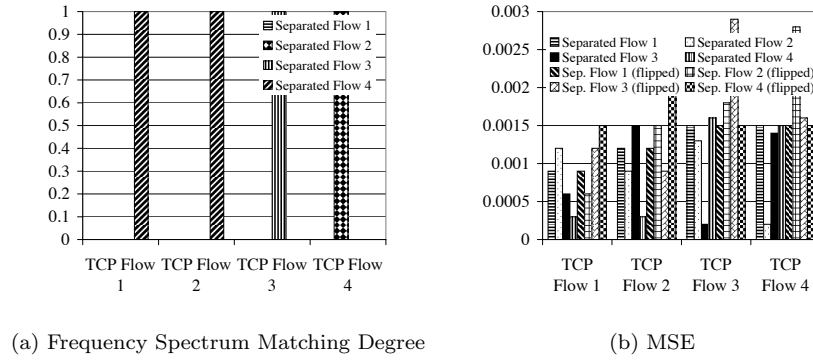 1
0.9
0.8
0.7
0.6
0.5
0.4
0.3
0.2
0.1
0
Separated Flow 1
Separated Flow 2
Separated Flow 3
Separated Flow 4
TCP Flow 1
TCP Flow 2
TCP Flow 3
TCP Flow 4
(a) Frequency Spectrum Matching Degree
0.003
0.0025
0.002
0.0015
0.001
0.0005
0
Separated Flow 1 Separated Flow 2
Separated Flow 3 Separated Flow 4
Sep. Flow 1 (flipped) Sep. Flow 2 (flipped)
Sep. Flow 3 (flipped) Sep. Flow 4 (flipped)
TCP Flow 1
TCP Flow 2
TCP Flow 3
TCP Flow 4
(b) MSE